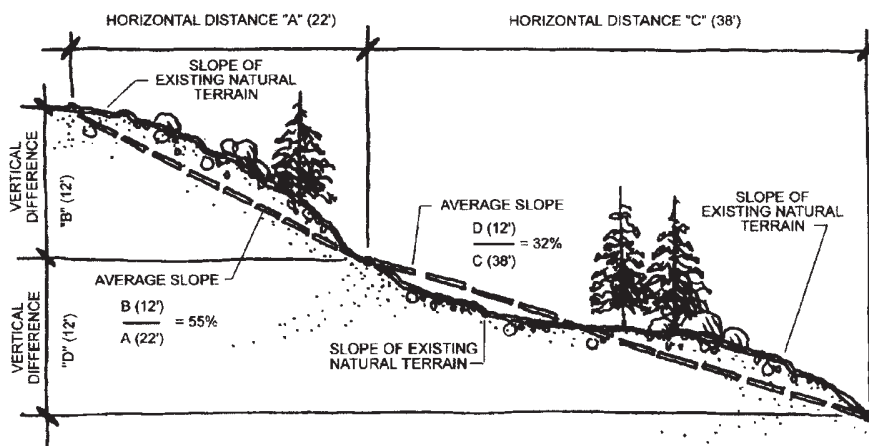 HORIZONTAL DISTANCE "A" (22')
HORIZONTAL DISTANCE "C" (38')
SLOPE OF
EXISTING NATURAL
TERRAIN
VERTICAL
DIFFERENCE
"B" (12')
AVERAGE SLOPE
B (12')
A (22')
= 55%
AVERAGE SLOPE
D (12')
C (38')
= 32%
SLOPE OF
EXISTING NATURAL
TERRAIN
VERTICAL
DIFFERENCE
"D" (12')
SLOPE OF EXISTING
NATURAL TERRAIN